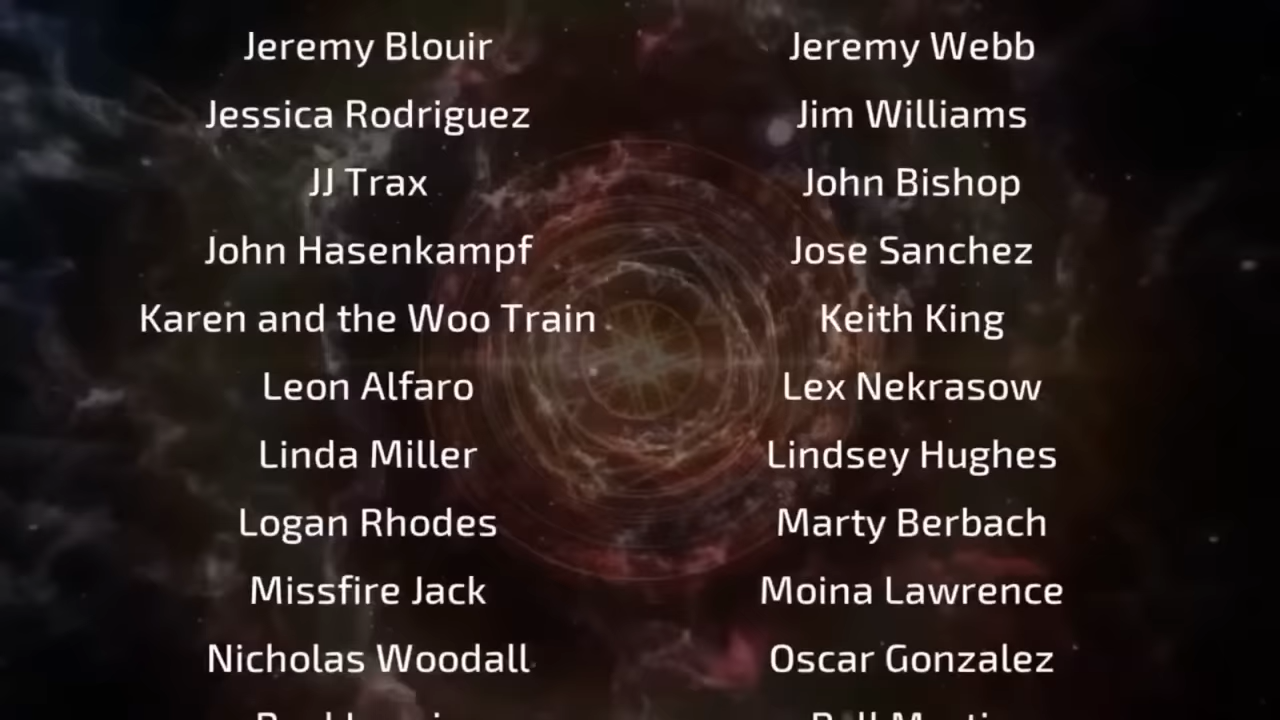 Jeremy Blouir Jeremy Webb
Jessica Rodriguez Jim Williams
JJ Trax John Bishop
John Hasenkampf Jose Sanchez
Karen and the Woo Train Keith King
Leon Alfaro Lex Nekrasow
Linda Miller Lindsey Hughes
Logan Rhodes Marty Berbach
Missfire Jack Moina Lawrence
Nicholas Woodall Oscar Gonzalez